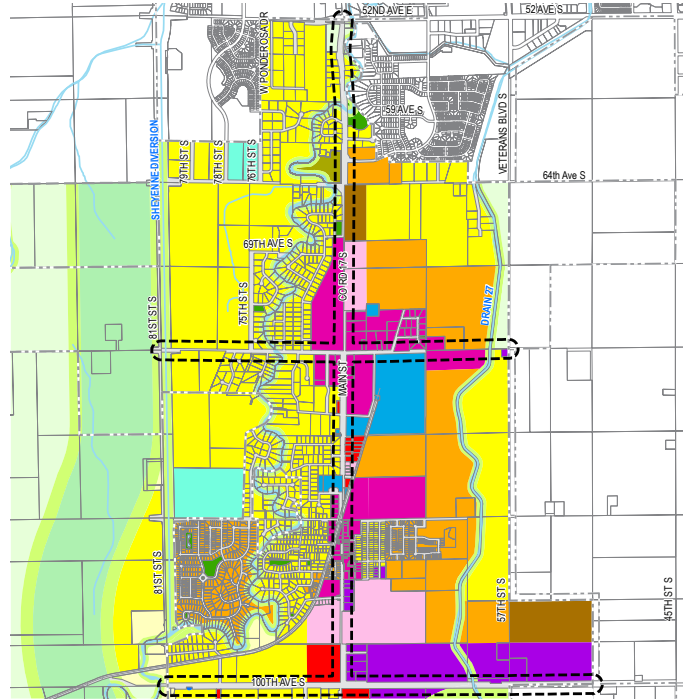 52ND AVE E
52 AVE S
W PONDEROSA DR
59 AVE S
VETERANS BLVD S
SHEYENNE DIVERSION
79TH ST S
78TH ST S
76TH ST S
64th Ave S
69TH AVE S
CO RD 17 S
75TH ST S
DRAIN 27
81ST ST S
MAIN ST
81ST ST S
57TH ST S
45TH ST S
100TH AVE S